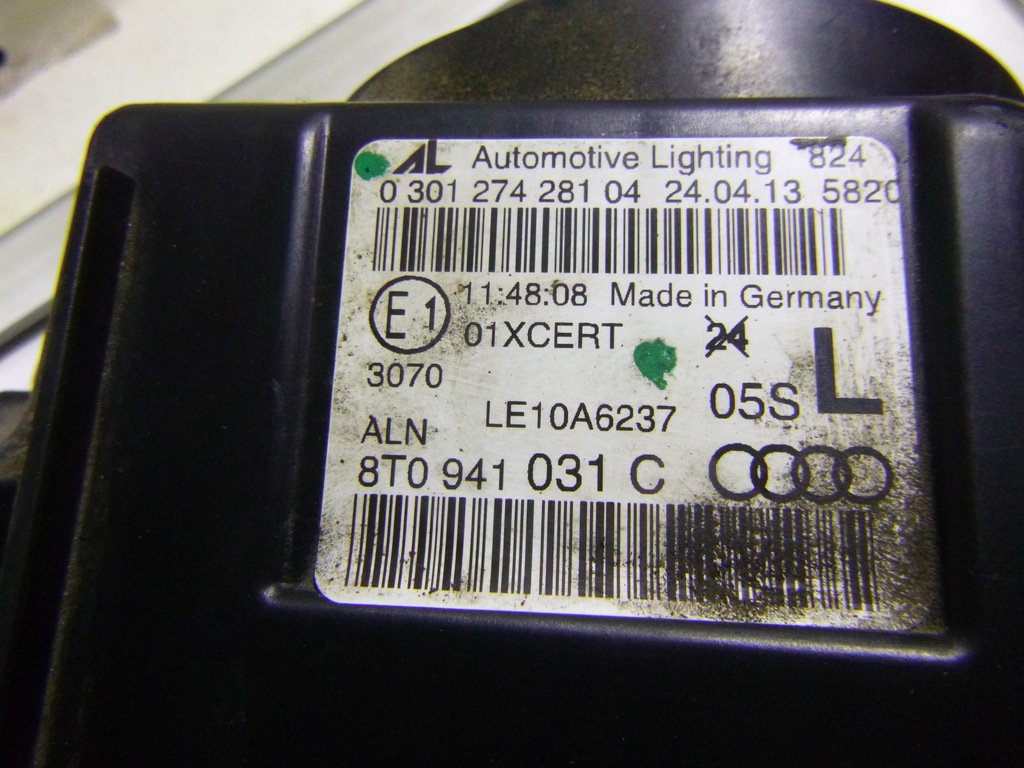 AL Automotive Lighting 824
0 301 274 281 04 24.04.13 5820
11:48:08 Made in Germany
E1 01XCERT 24
3070
LE10A6237 05S L
ALN
8T0 941 031 C